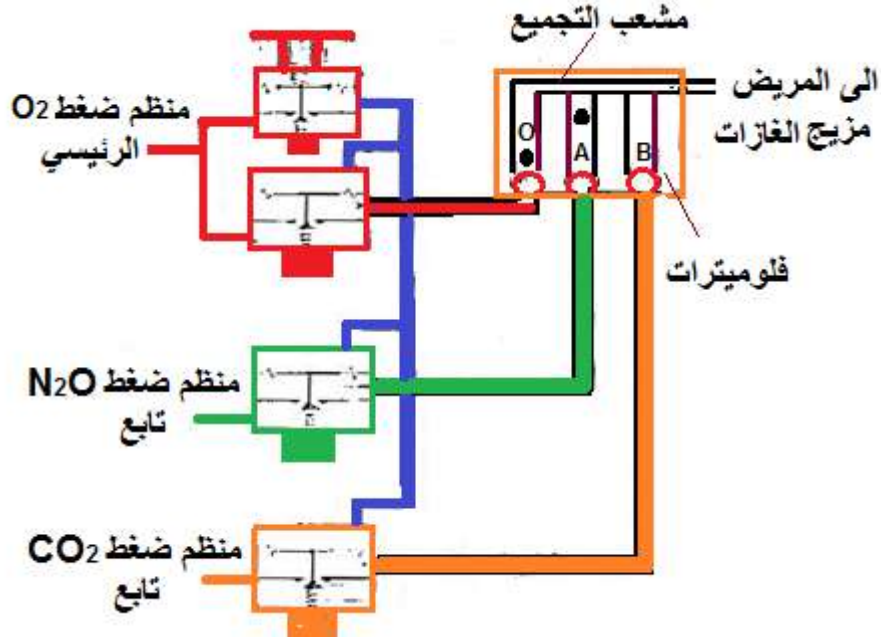 مشعب التجميع
الى المريض
مزيج الغازات
O2 منظم ضغط
الرئيسي
O
A
B
فلوميترات
N2O منظم ضغط
تابع
CO2 منظم ضغط
تابع